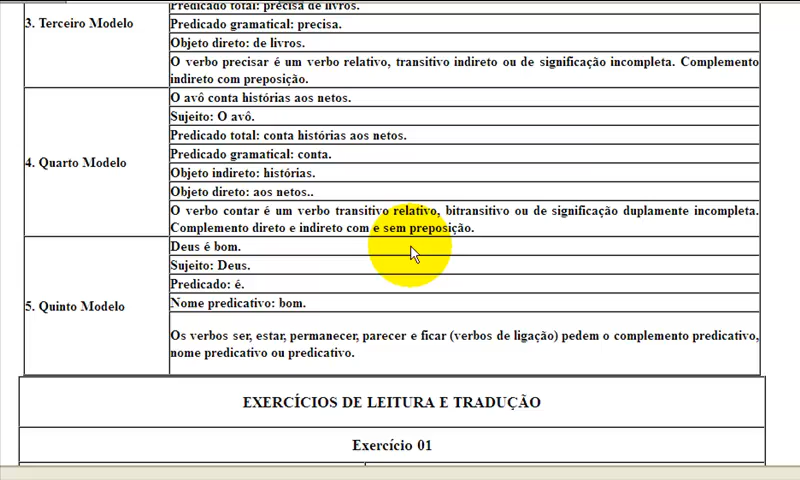 Predicado total: precisa de livros.
3. Terceiro Modelo
Predicado gramatical: precisa.
Objeto direto: de livros.
O verbo precisar é um verbo relativo, transitivo indireto ou de significação incompleta. Complemento
indireto com preposição.
4. Quarto Modelo
O avô conta histórias aos netos.
Sujeito: O avô.
Predicado total: conta histórias aos netos.
Predicado gramatical: conta.
Objeto indireto: histórias.
Objeto direto: aos netos..
O verbo contar é um verbo transitivo relativo, bitransitivo ou de significação duplamente incompleta.
Complemento direto e indireto com e sem preposição.
5. Quinto Modelo
Deus é bom.
Sujeito: Deus.
Predicado: é.
Nome predicativo: bom.
Os verbos ser, estar, permanecer, parecer e ficar (verbos de ligação) pedem o complemento predicativo,
nome predicativo ou predicativo.
EXERCÍCIOS DE LEITURA E TRADUÇÃO
Exercício 01